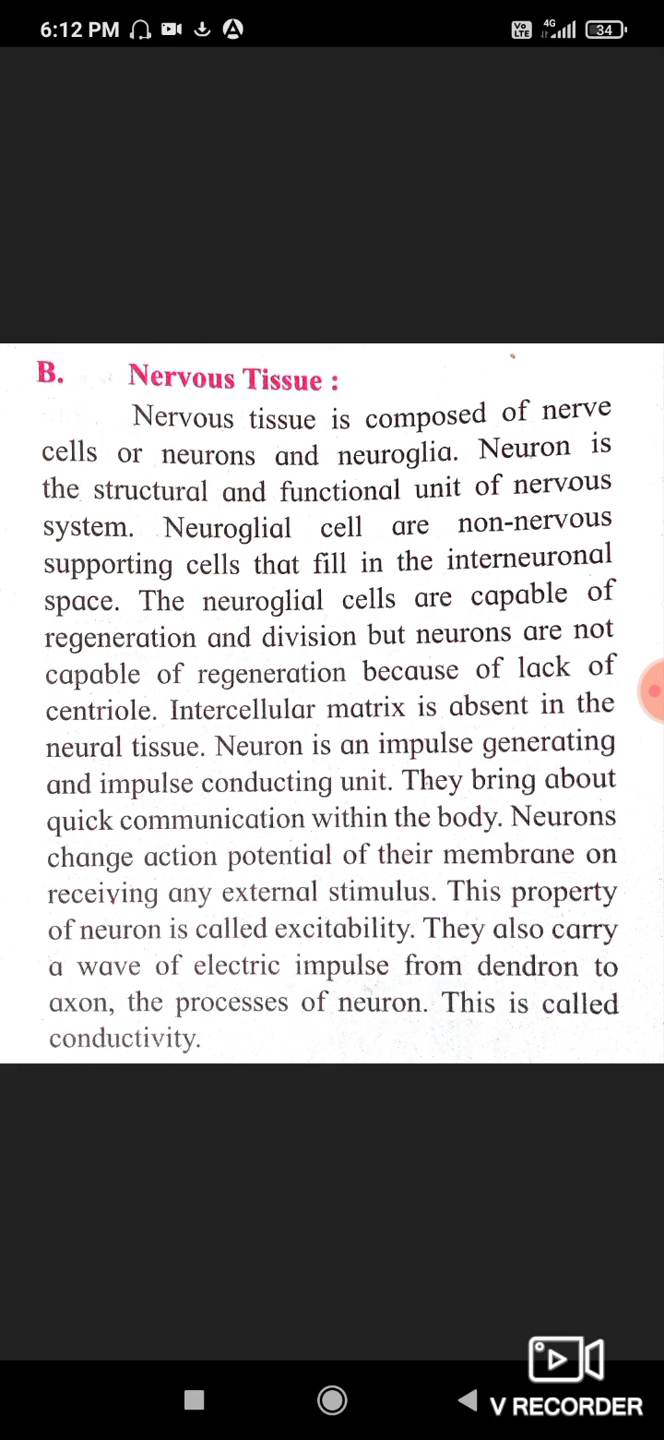 6:12 PM
Vo LTE 4G 34
B. Nervous Tissue :
Nervous tissue is composed of nerve
cells or neurons and neuroglia. Neuron is
the structural and functional unit of nervous
system. Neuroglial cell are non-nervous
supporting cells that fill in the interneuronal
space. The neuroglial cells are capable of
regeneration and division but neurons are not
capable of regeneration because of lack of
centriole. Intercellular matrix is absent in the
neural tissue. Neuron is an impulse generating
and impulse conducting unit. They bring about
quick communication within the body. Neurons
change action potential of their membrane on
receiving any external stimulus. This property
of neuron is called excitability. They also carry
a wave of electric impulse from dendron to
axon, the processes of neuron. This is called
conductivity.
V RECORDER